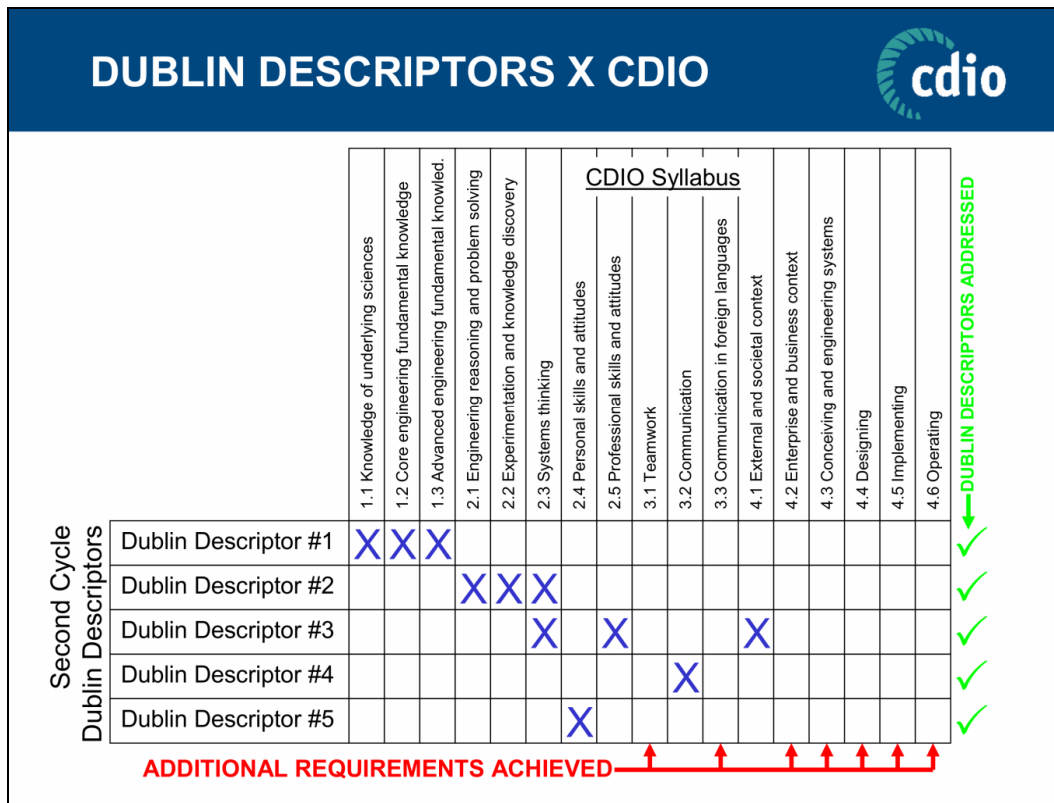 DUBLIN DESCRIPTORS X CDIO
cdio
CDIO Syllabus
1.1 Knowledge of underlying sciences
1.2 Core engineering fundamental knowledge
1.3 Advanced engineering fundamental knowled.
2.1 Engineering reasoning and problem solving
2.2 Experimentation and knowledge discovery
2.3 Systems thinking
2.4 Personal skills and attitudes
2.5 Professional skills and attitudes
3.1 Teamwork
3.2 Communication
3.3 Communication in foreign languages
4.1 External and societal context
4.2 Enterprise and business context
4.3 Conceiving and engineering systems
4.4 Designing
4.5 Implementing
4.6 Operating
DUBLIN DESCRIPTORS ADDRESSED
Second Cycle
Dublin Descriptors
Dublin Descriptor #1 X X X
Dublin Descriptor #2 X X X
Dublin Descriptor #3 X X X
Dublin Descriptor #4 X
Dublin Descriptor #5 X
ADDITIONAL REQUIREMENTS ACHIEVED